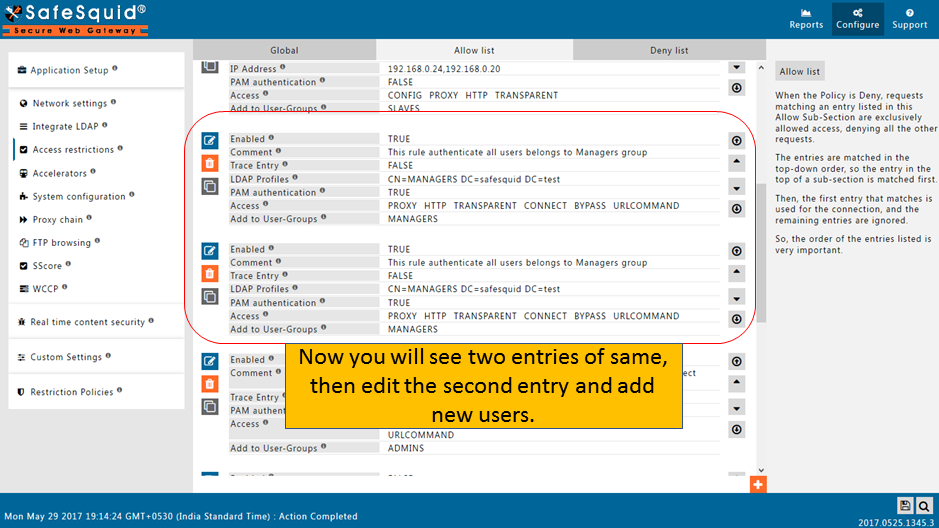 SafeSquid®
Secure Web Gateway
Reports
Configure
Support
Global
Allow list
Deny list
Application Setup
Network settings
Integrate LDAP
Access restrictions
Accelerators
System configuration
Proxy chain
FTP browsing
SScore
WCCP
Real time content security
Custom Settings
Restriction Policies
IP Address 192.168.0.24,192.168.0.20
PAM authentication FALSE
Access CONFIG PROXY HTTP TRANSPARENT
Add to User-Groups SLAVES
Enabled TRUE
Comment This rule authenticate all users belongs to Managers group
Trace Entry FALSE
LDAP Profiles CN=MANAGERS DC=safesquid DC=test
PAM authentication TRUE
Access PROXY HTTP TRANSPARENT CONNECT BYPASS URLCOMMAND
Add to User-Groups MANAGERS
Enabled TRUE
Comment This rule authenticate all users belongs to Managers group
Trace Entry FALSE
LDAP Profiles CN=MANAGERS DC=safesquid DC=test
PAM authentication TRUE
Access PROXY HTTP TRANSPARENT CONNECT BYPASS URLCOMMAND
Add to User-Groups MANAGERS
Enabled
Comment
Trace Entry
PAM authent
Access
URLCOMMAND
Add to User-Groups ADMINS
Now you will see two entries of same,
then edit the second entry and add
new users.
Allow list
When the Policy is Deny, requests
matching an entry listed in this
Allow Sub-Section are exclusively
allowed access, denying all the other
requests.
The entries are matched in the
top-down order, so the entry in the
top of a sub-section is matched first.
Then, the first entry that matches is
used for the connection, and the
remaining entries are ignored.
So, the order of the entries listed is
very important.
Mon May 29 2017 19:14:24 GMT+0530 (India Standard Time) : Action Completed
2017.0525.1345.3